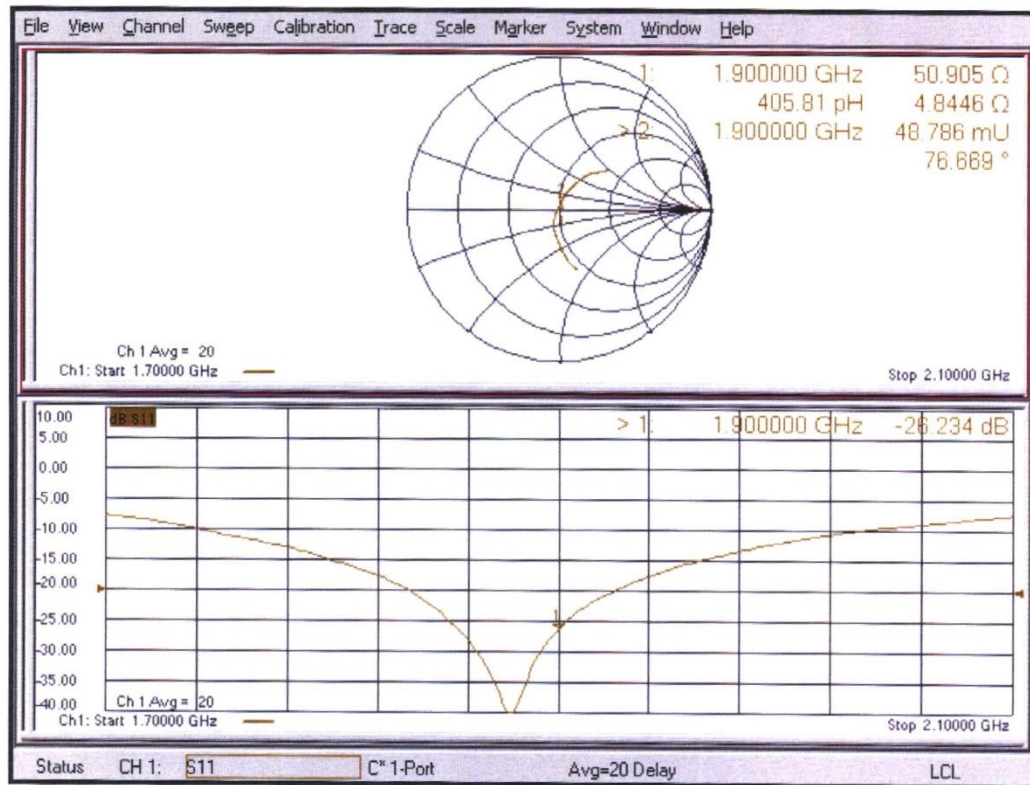 File View Channel Sweep Calibration Trace Scale Marker System Window Help
1: 1.900000 GHz 50.905 Ω
405.81 pH 4.8446 Ω
> 2: 1.900000 GHz 48.786 mU
76.669 °
Ch 1 Avg = 20
Ch1: Start 1.70000 GHz
Stop 2.10000 GHz
10.00
dB S11
> 1: 1.900000 GHz -26.234 dB
5.00
0.00
-5.00
-10.00
-15.00
-20.00
-25.00
1
-30.00
-35.00
-40.00
Ch 1 Avg = 20
Ch1: Start 1.70000 GHz
Stop 2.10000 GHz
Status CH 1: S11 C* 1-Port Avg=20 Delay LCL